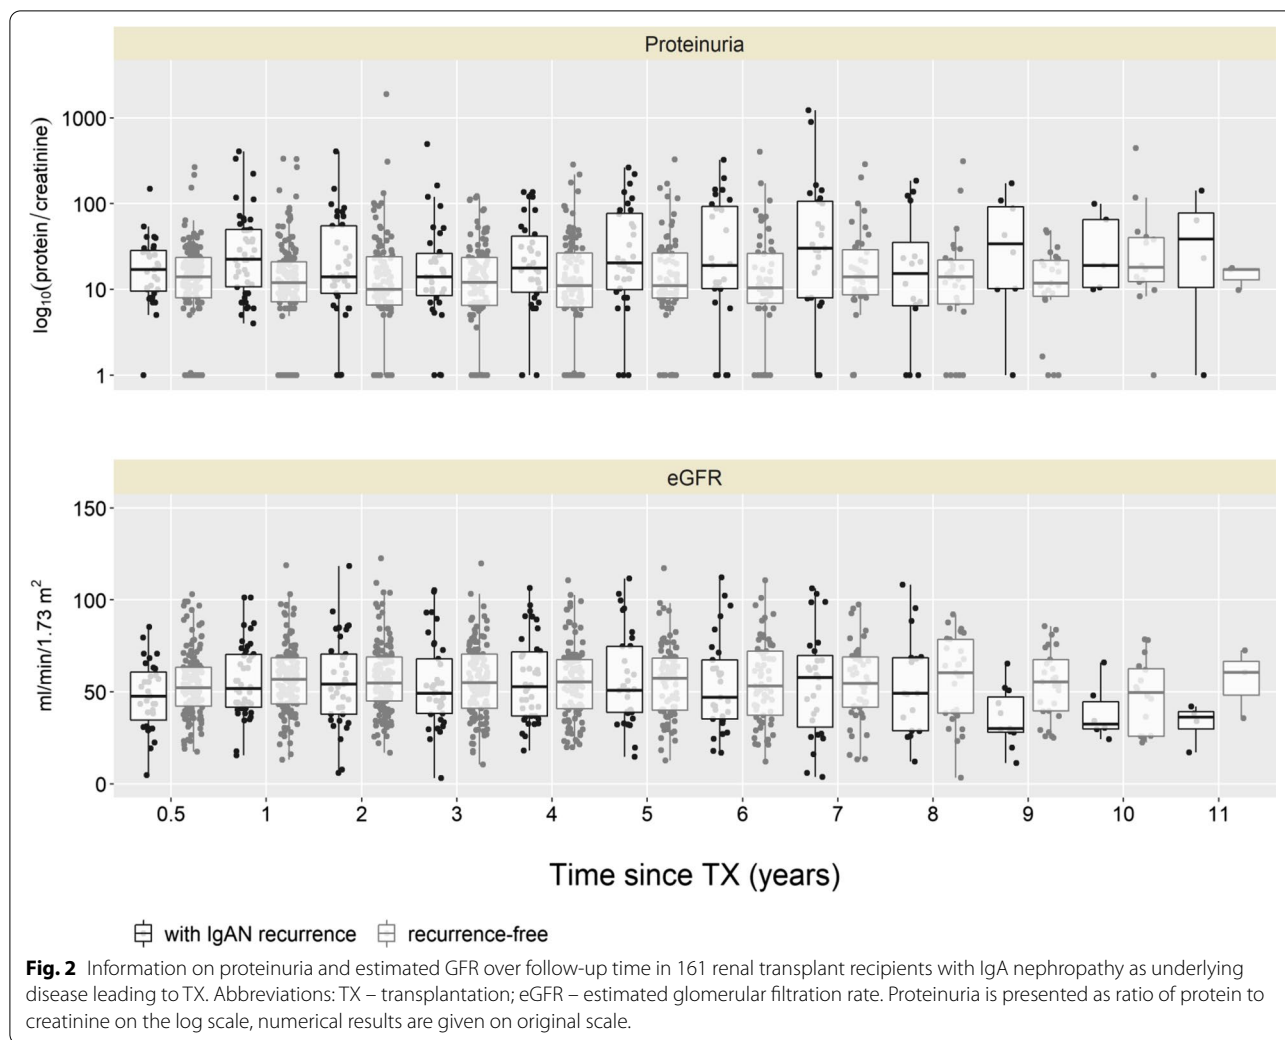 Proteinuria
log10(protein/creatinine)
1000
100
10
1
eGFR
ml/min/1.73 m²
150
100
50
0
0.5 1 2 3 4 5 6 7 8 9 10 11
Time since TX (years)
with IgAN recurrence recurrence-free
Fig. 2 Information on proteinuria and estimated GFR over follow-up time in 161 renal transplant recipients with IgA nephropathy as underlying
disease leading to TX. Abbreviations: TX – transplantation; eGFR – estimated glomerular filtration rate. Proteinuria is presented as ratio of protein to
creatinine on the log scale, numerical results are given on original scale.